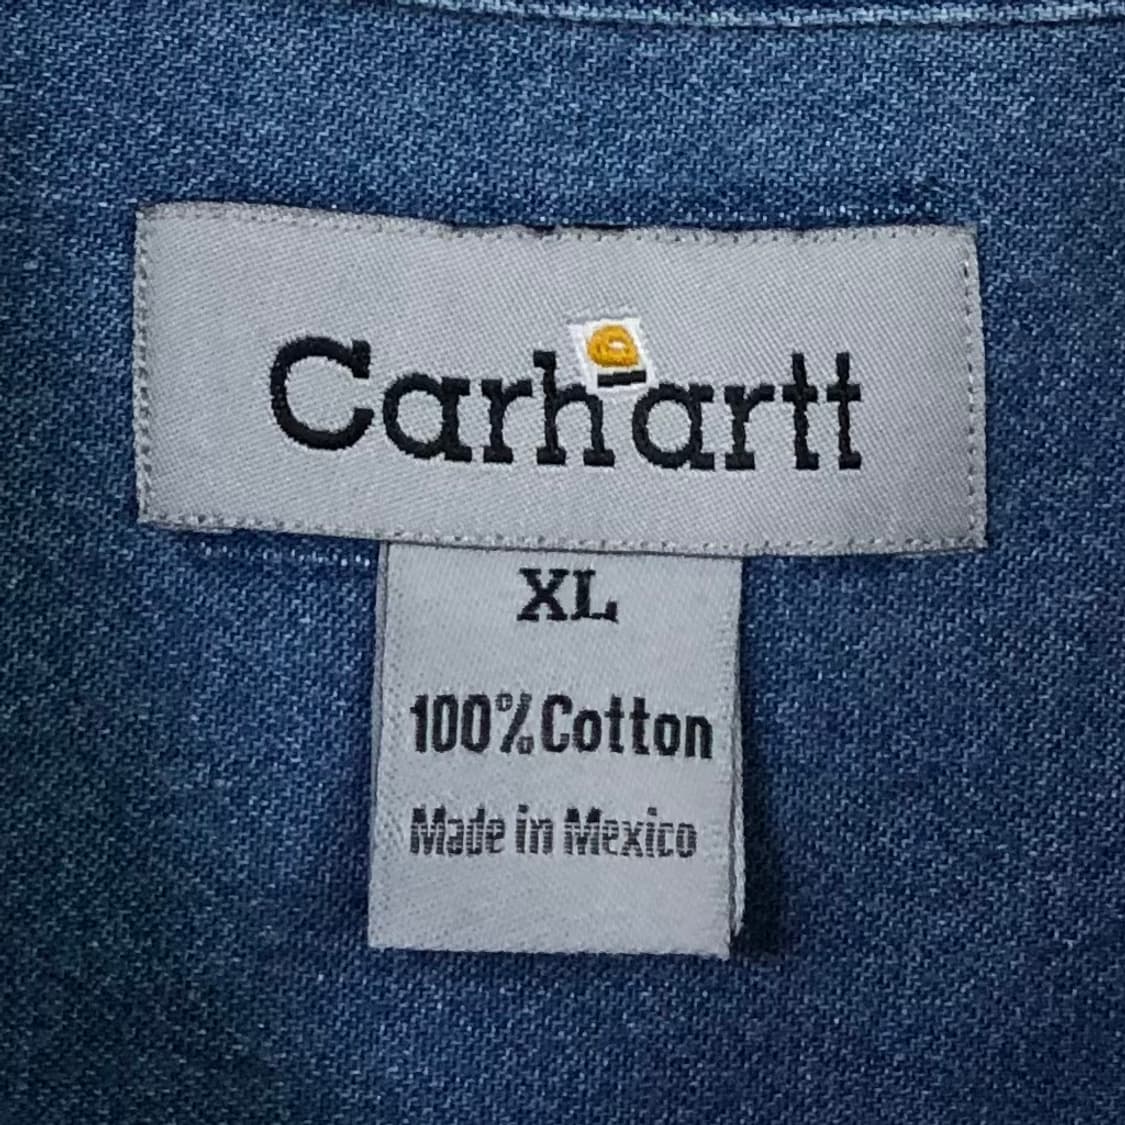 Carhartt
XL
100% Cotton
Made in Mexico